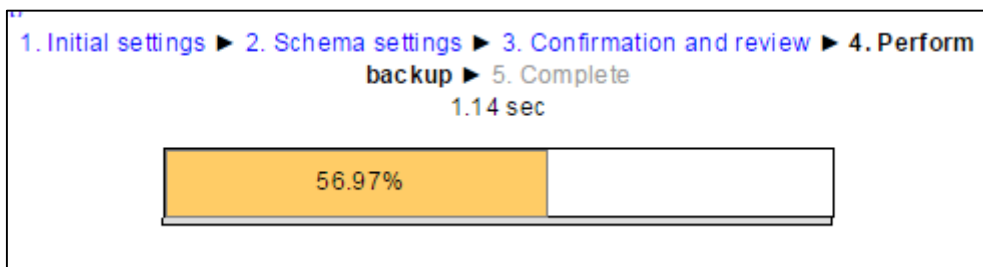 1. Initial settings ► 2. Schema settings ► 3. Confirmation and review ► 4. Perform
backup ► 5. Complete
1.14 sec
56.97%